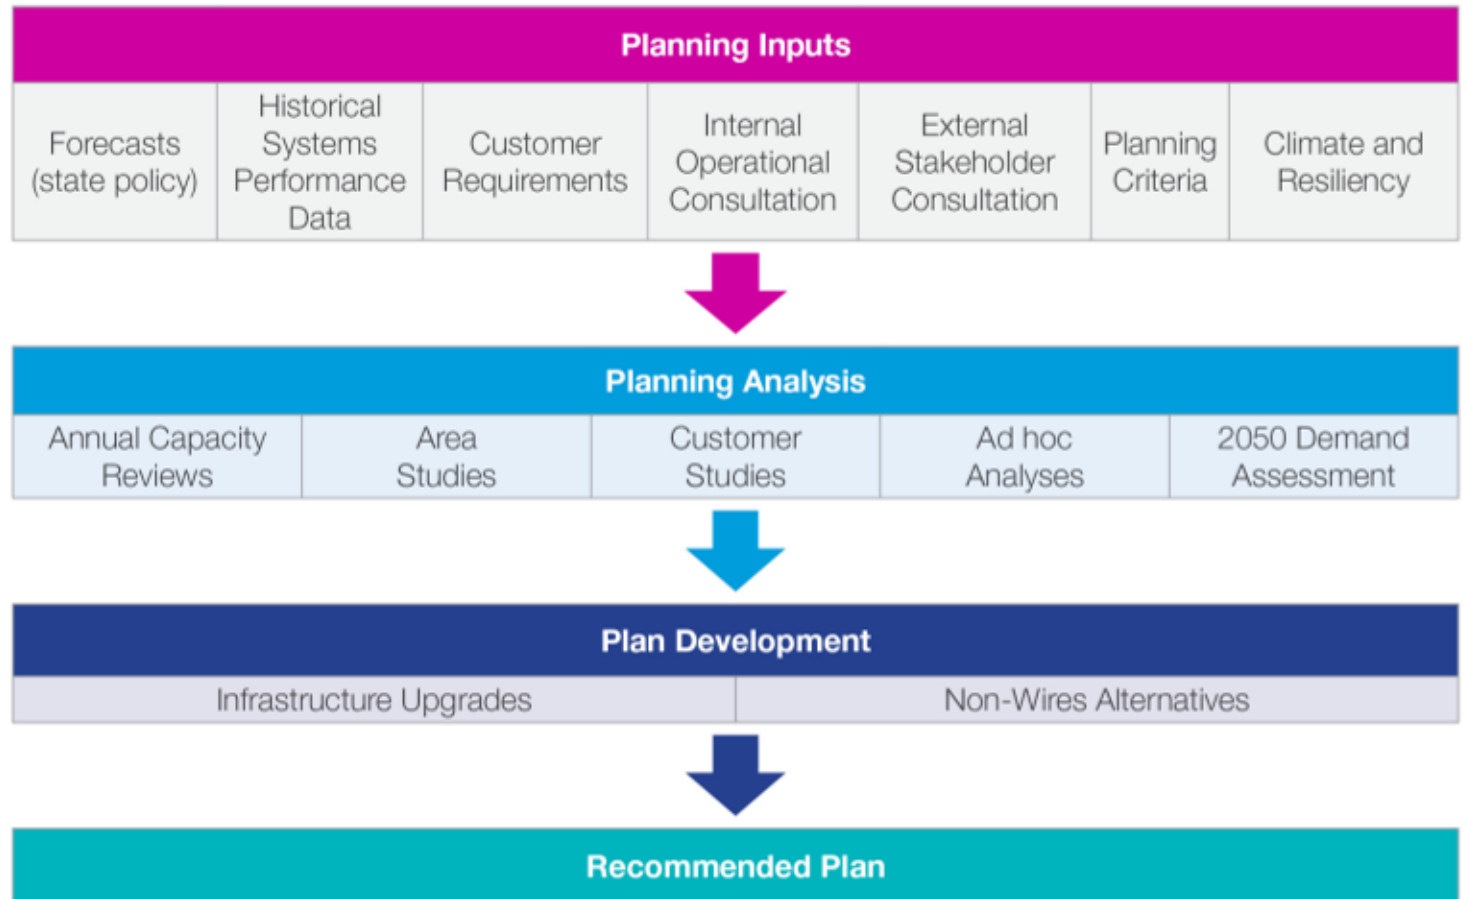 Planning Inputs
Forecasts
(state policy)
Historical
Systems
Performance
Data
Customer
Requirements
Internal
Operational
Consultation
External
Stakeholder
Consultation
Planning
Criteria
Climate and
Resiliency
Planning Analysis
Annual Capacity
Reviews
Area
Studies
Customer
Studies
Ad hoc
Analyses
2050 Demand
Assessment
Plan Development
Infrastructure Upgrades
Non-Wires Alternatives
Recommended Plan